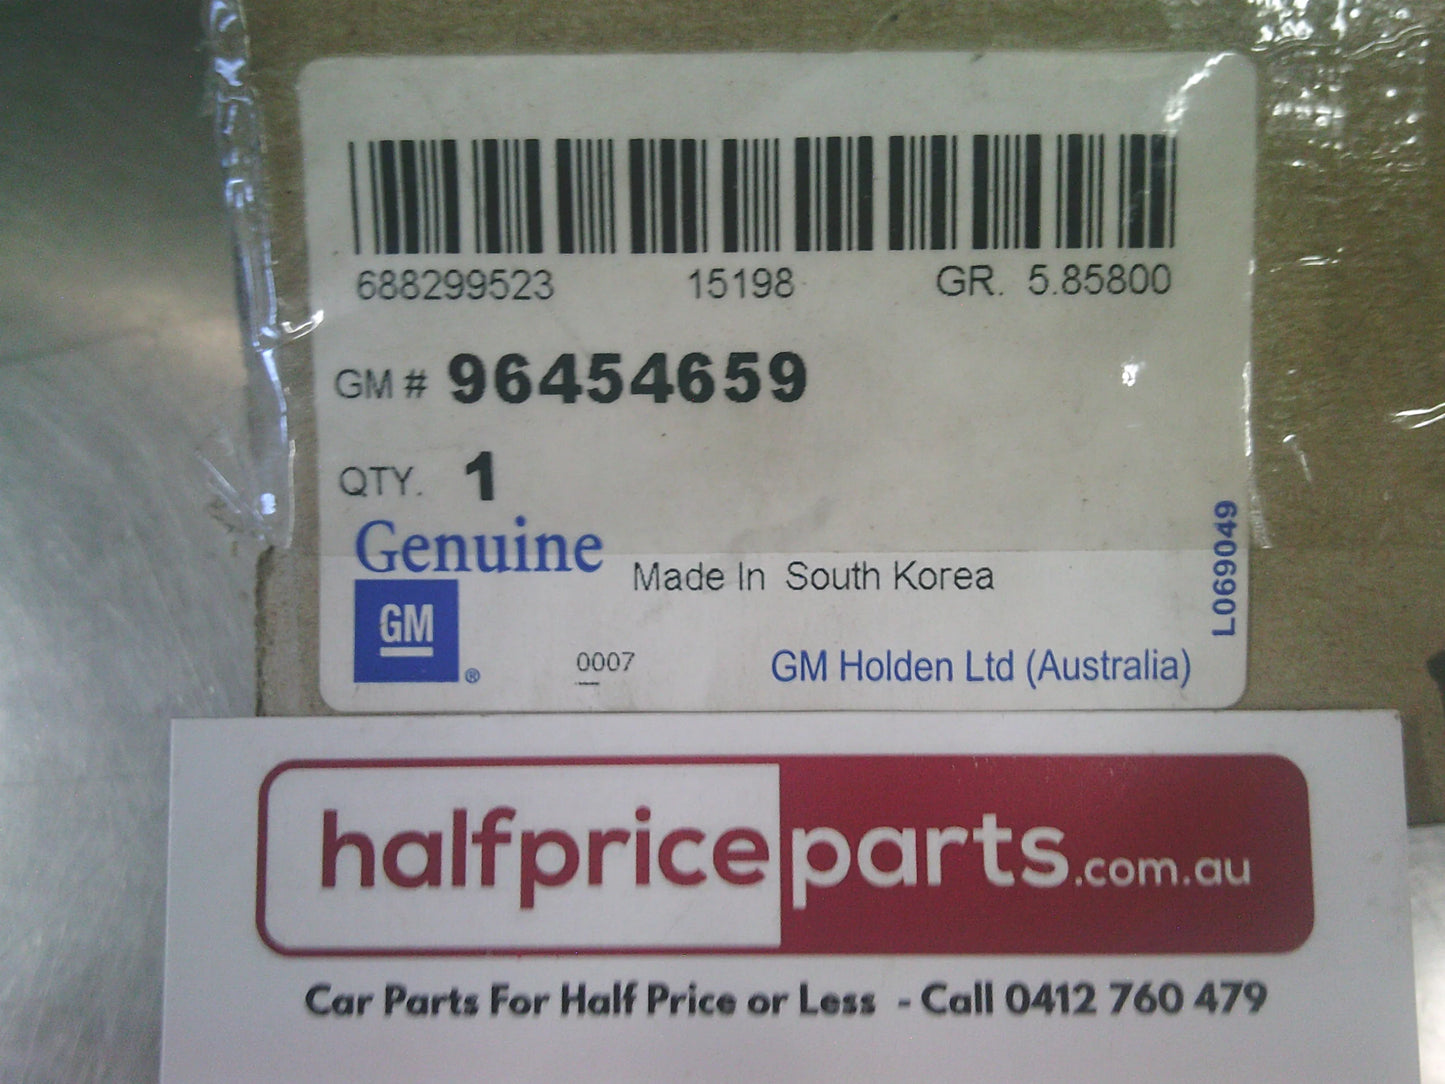 688299523 15198 GR. 5.85800
GM # 96454659
QTY. 1
Genuine
Made In South Korea
GM ®
0007
GM Holden Ltd (Australia)
L069049
halfpriceparts.com.au
Car Parts For Half Price or Less - Call 0412 760 479